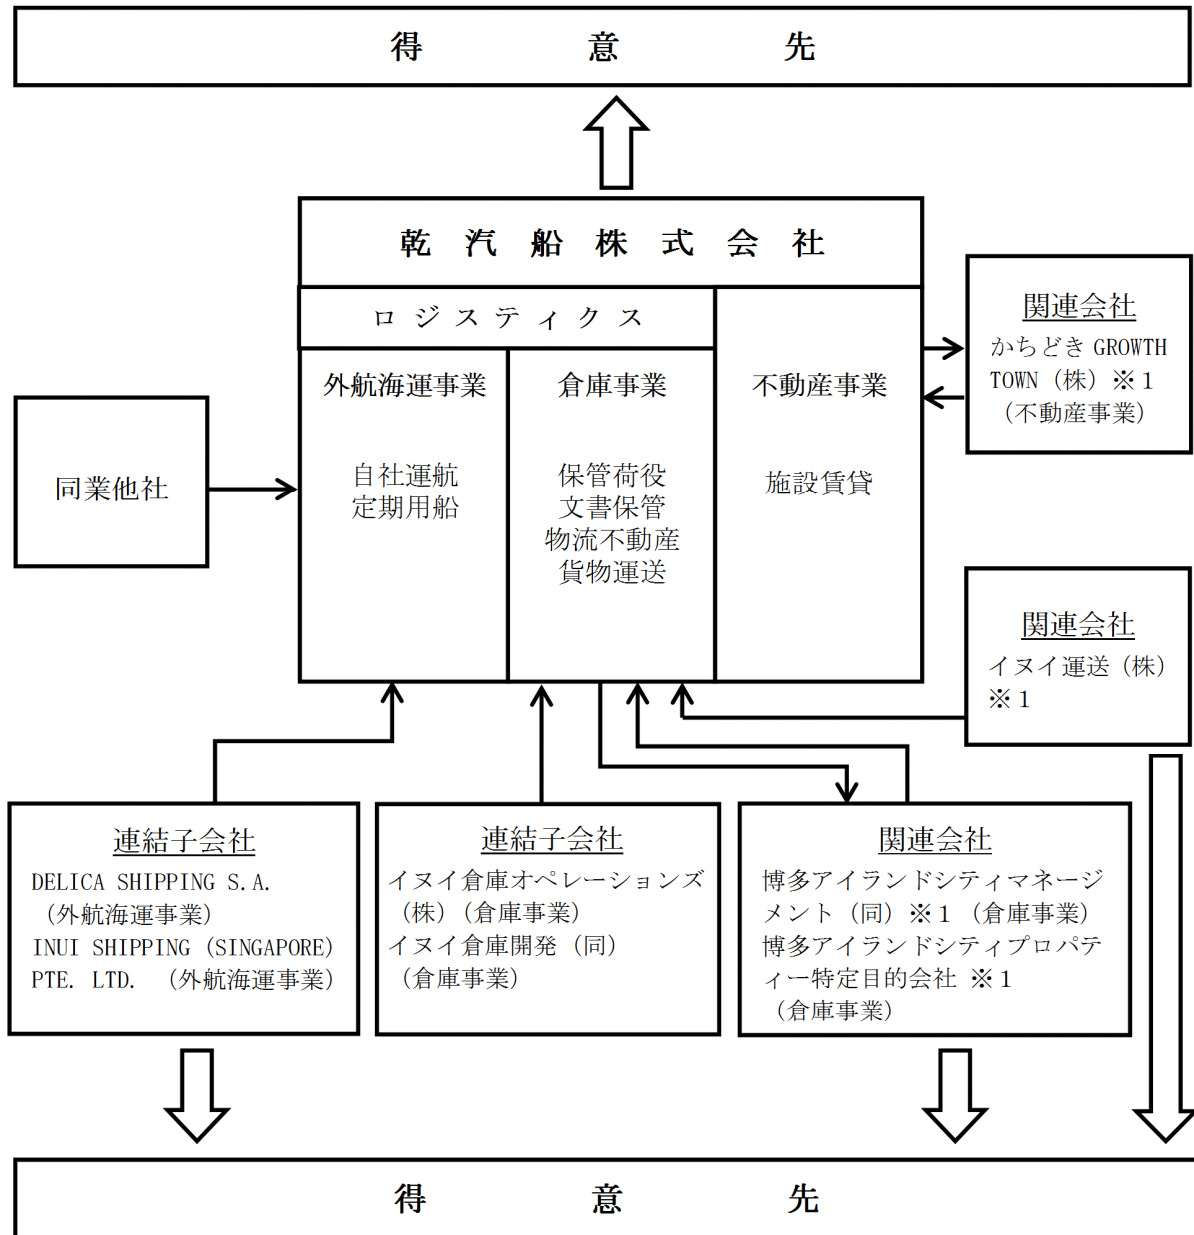 得意先
乾汽船株式会社
ロジスティクス
外航海運事業
自社運航
定期用船
倉庫事業
保管荷役
文書保管
物流不動産
貨物運送
不動産事業
施設賃貸
関連会社
かちどき GROWTH
TOWN（株）※１
（不動産事業）
同業他社
関連会社
イヌイ運送（株）
※１
連結子会社
DELICA SHIPPING S.A.
（外航海運事業）
INUI SHIPPING (SINGAPORE)
PTE. LTD. （外航海運事業）
連結子会社
イヌイ倉庫オペレーションズ
（株）（倉庫事業）
イヌイ倉庫開発（同）
（倉庫事業）
関連会社
博多アイランドシティマネージ
メント（同）※１（倉庫事業）
博多アイランドシティプロパテ
ィー特定目的会社 ※１
（倉庫事業）
得意先